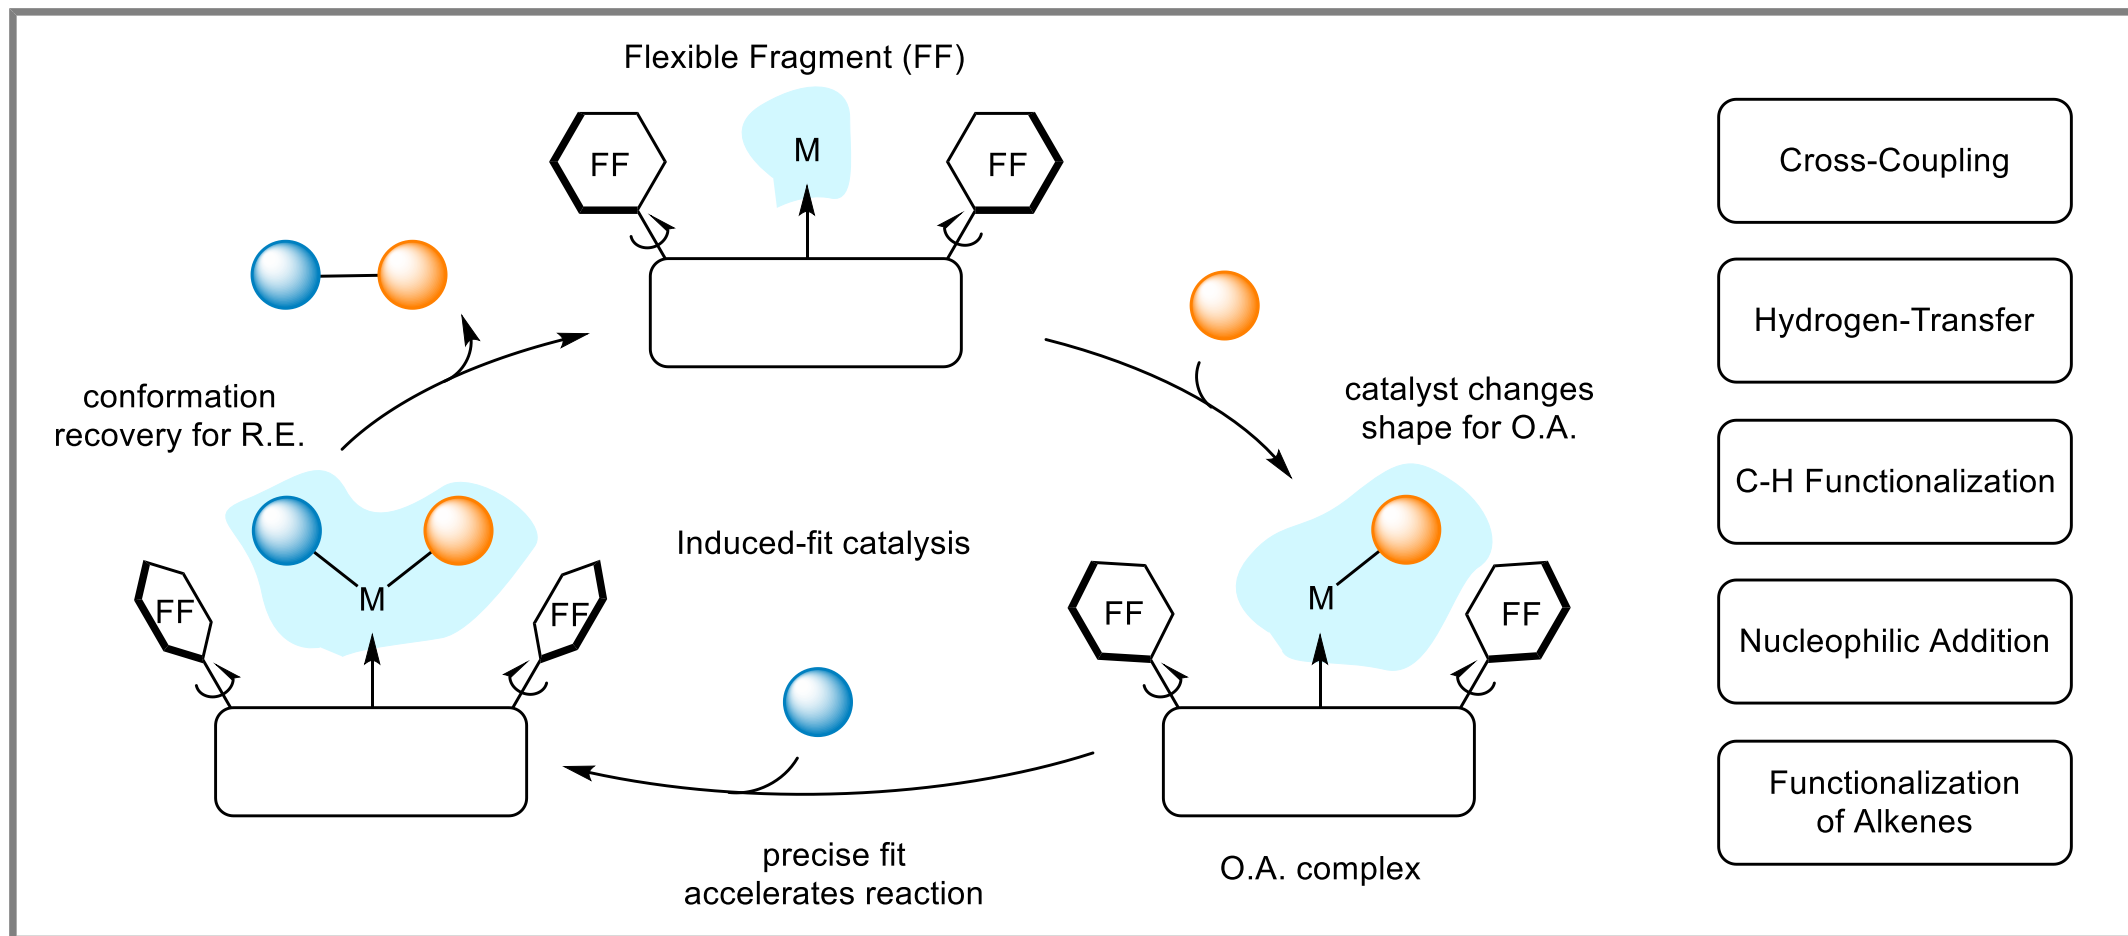 Flexible Fragment (FF)
FF
M
FF
conformation
recovery for R.E.
catalyst changes
shape for O.A.
Induced-fit catalysis
FF
M
FF
FF
M
FF
precise fit
accelerates reaction
O.A. complex
Cross-Coupling
Hydrogen-Transfer
C-H Functionalization
Nucleophilic Addition
Functionalization
of Alkenes